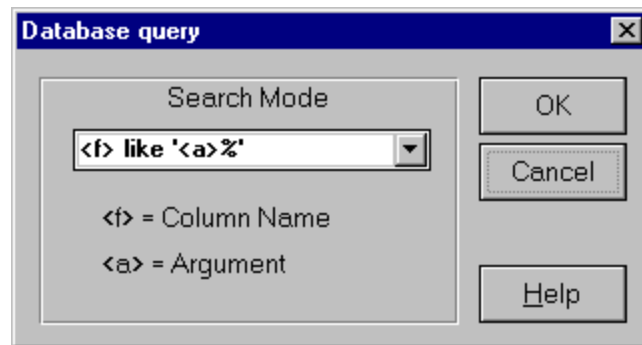 Database query
Search Mode
OK
<f> like '<a>%'
Cancel
<f> = Column Name
<a> = Argument
Help